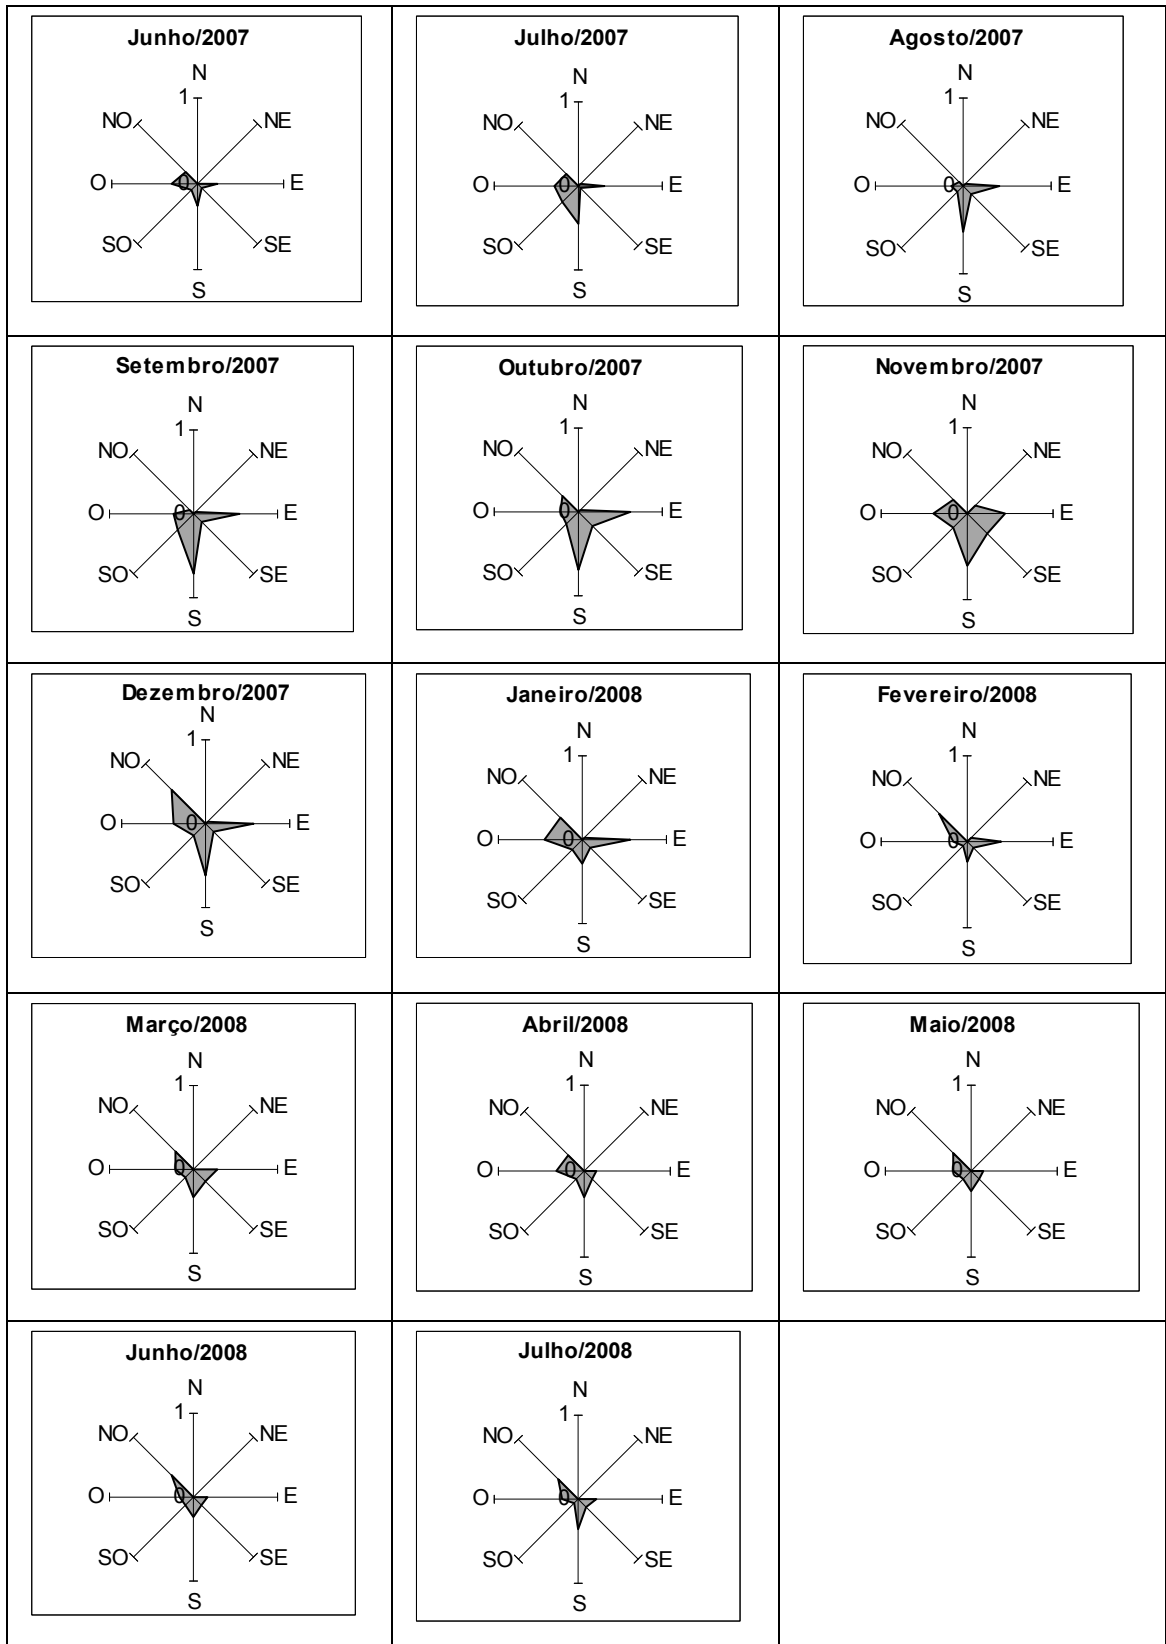 Junho/2007
N
1
NO
NE
O
0
E
SO
SE
S
Julho/2007
N
1
NO
NE
O
0
E
SO
SE
S
Agosto/2007
N
1
NO
NE
O
0
E
SO
SE
S
Setembro/2007
N
1
NO
NE
O
0
E
SO
SE
S
Outubro/2007
N
1
NO
NE
O
0
E
SO
SE
S
Novembro/2007
N
1
NO
NE
O
0
E
SO
SE
S
Dezembro/2007
N
1
NO
NE
O
0
E
SO
SE
S
Janeiro/2008
N
1
NO
NE
O
0
E
SO
SE
S
Fevereiro/2008
N
1
NO
NE
O
0
E
SO
SE
S
Março/2008
N
1
NO
NE
O
0
E
SO
SE
S
Abril/2008
N
1
NO
NE
O
0
E
SO
SE
S
Maio/2008
N
1
NO
NE
O
0
E
SO
SE
S
Junho/2008
N
1
NO
NE
O
0
E
SO
SE
S
Julho/2008
N
1
NO
NE
O
0
E
SO
SE
S